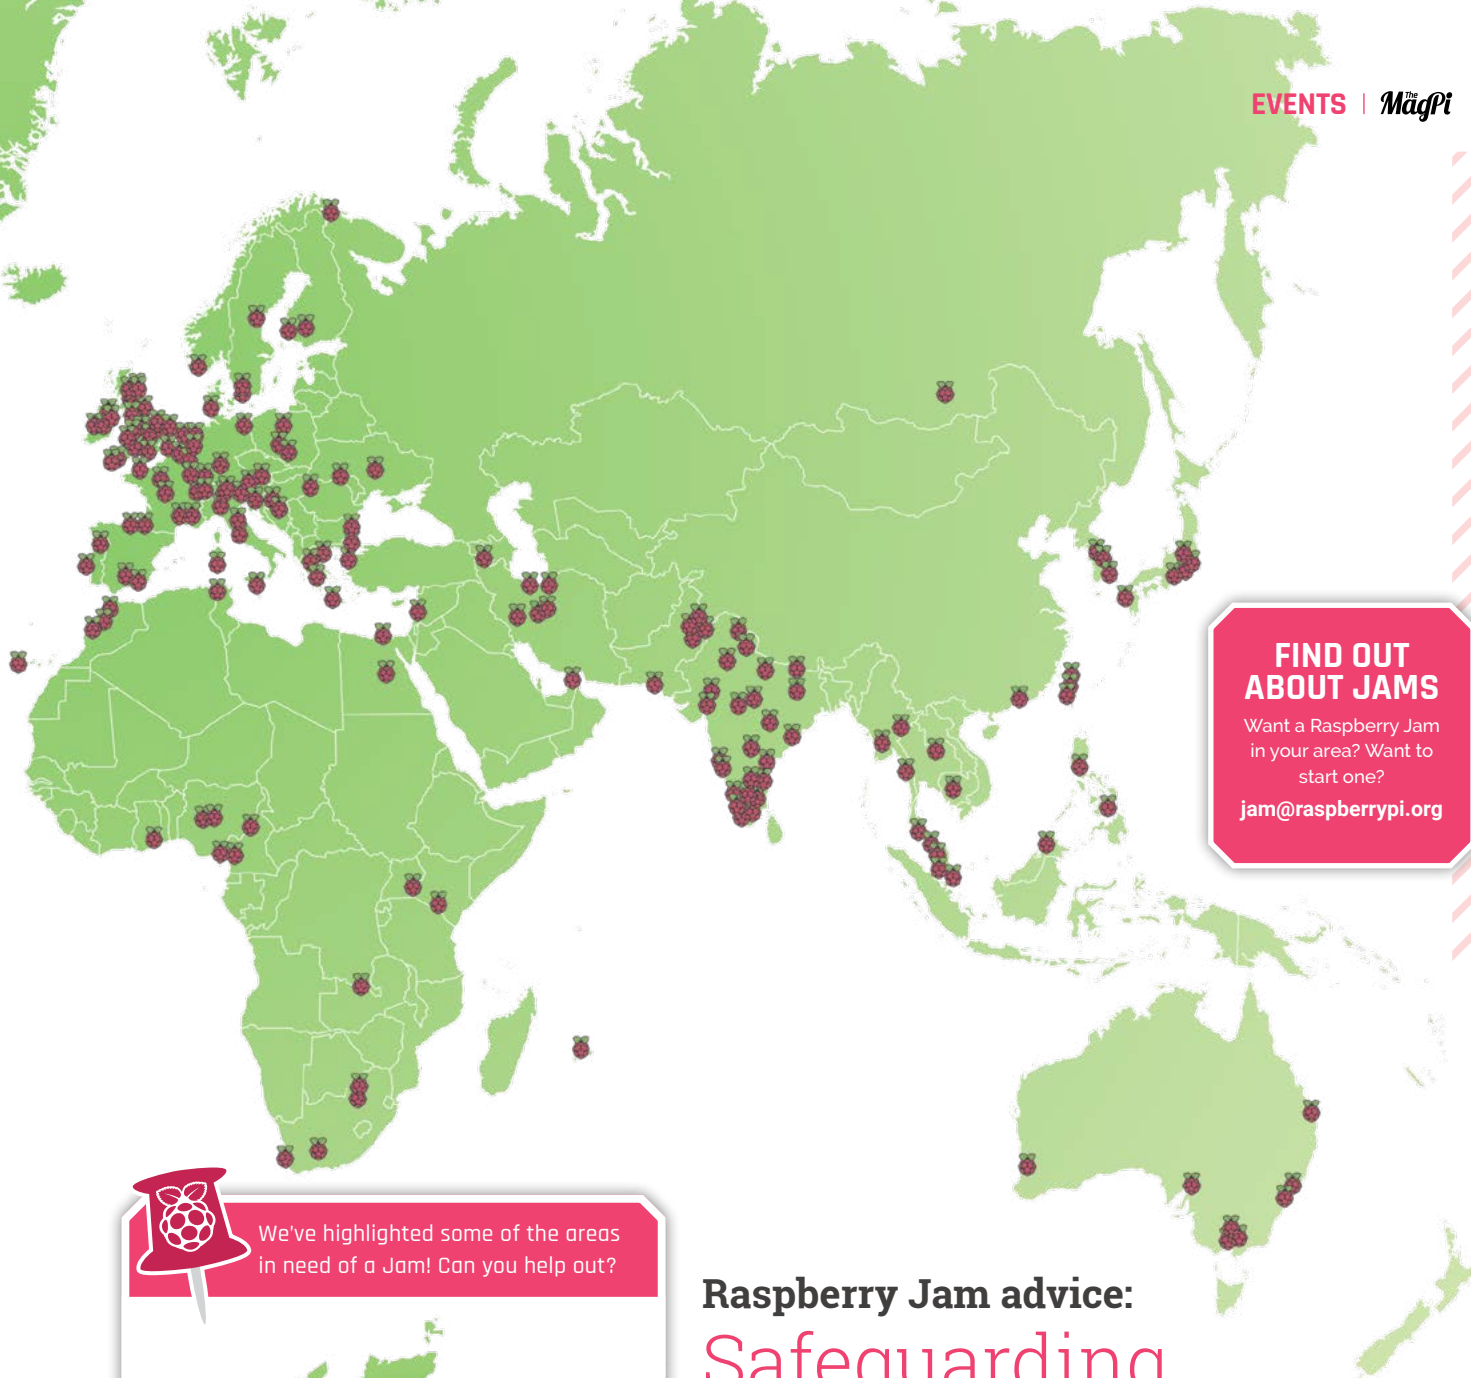 EVENTS | The MagPi
FIND OUT
ABOUT JAMS
Want a Raspberry Jam
in your area? Want to
start one?
jam@raspberrypi.org
We've highlighted some of the areas
in need of a Jam! Can you help out?
Raspberry Jam advice:
Safeguarding